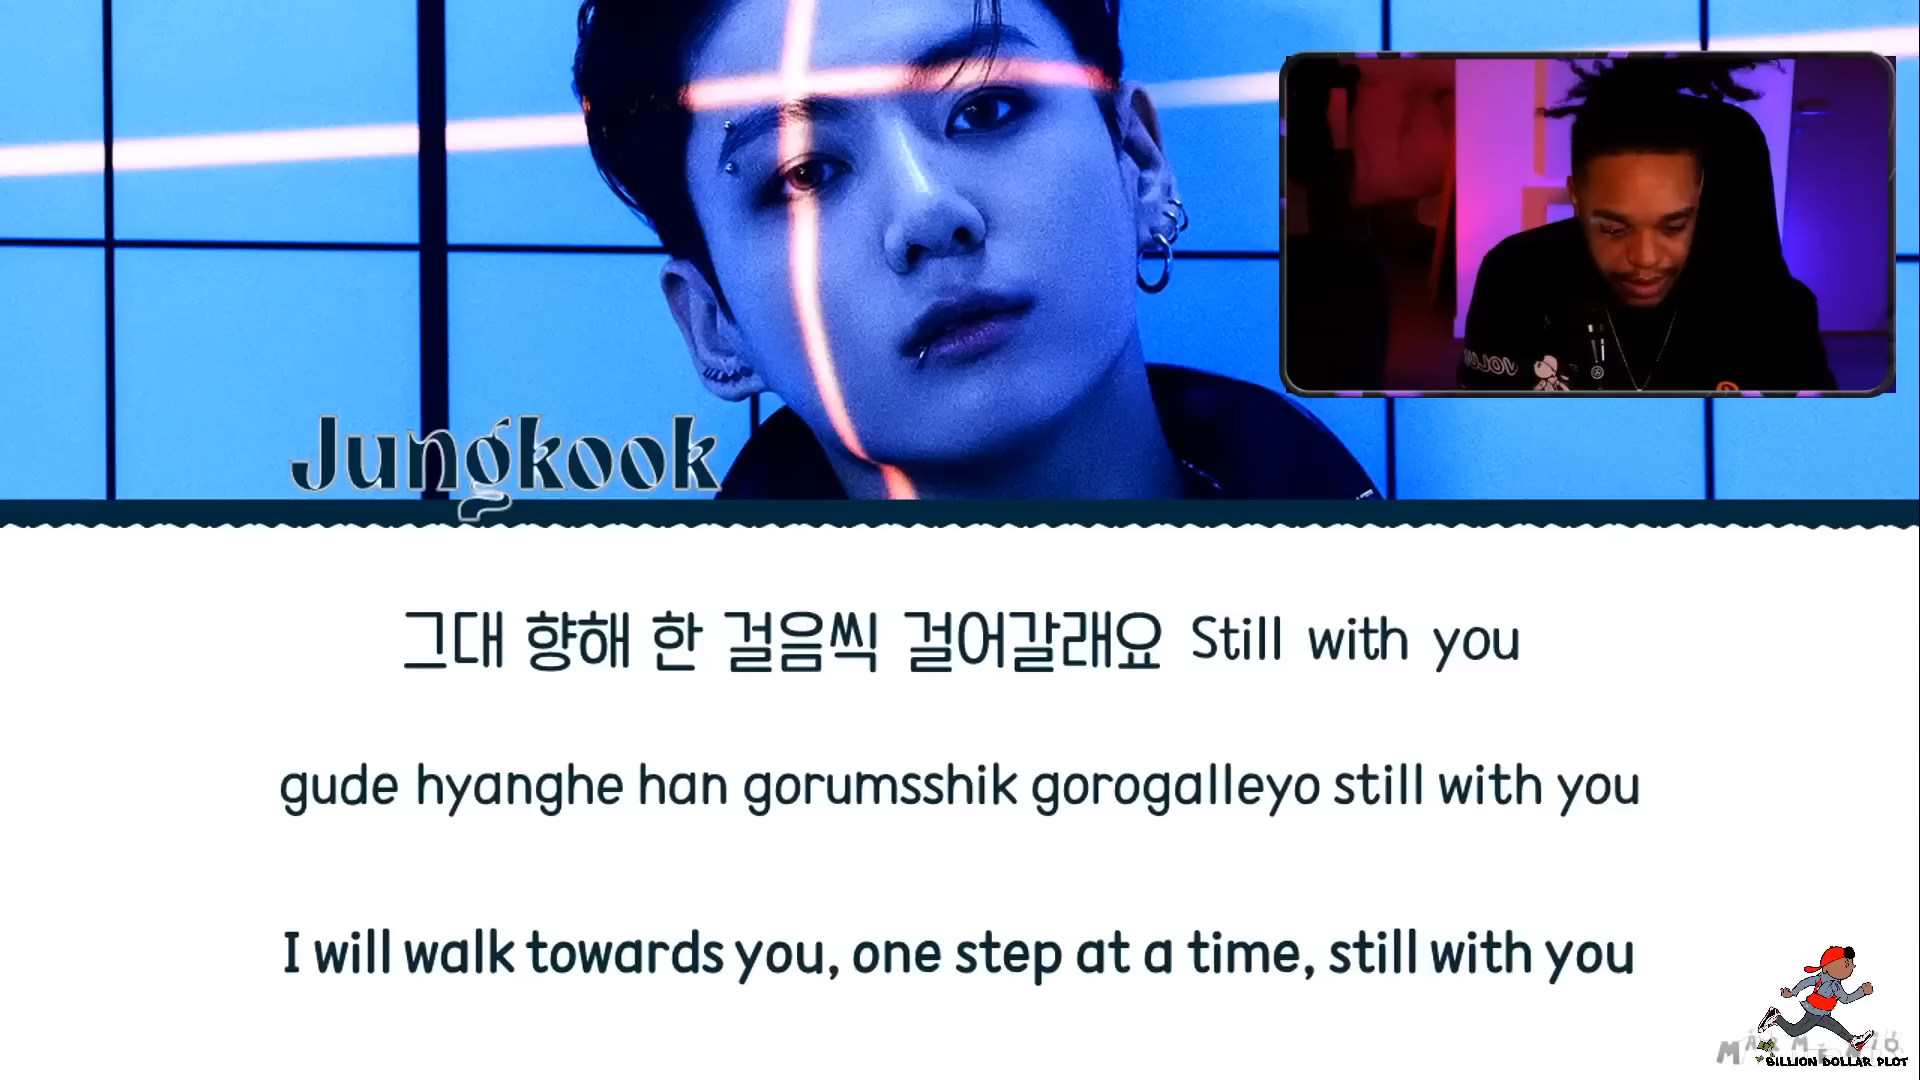 Jungkook
그대 향해 한 걸음씩 걸어갈래요 Still with you
gude hyanghe han gorumsshik gorogalleyo still with you
I will walk towards you, one step at a time, still with you
BILLION DOLLAR PLOT